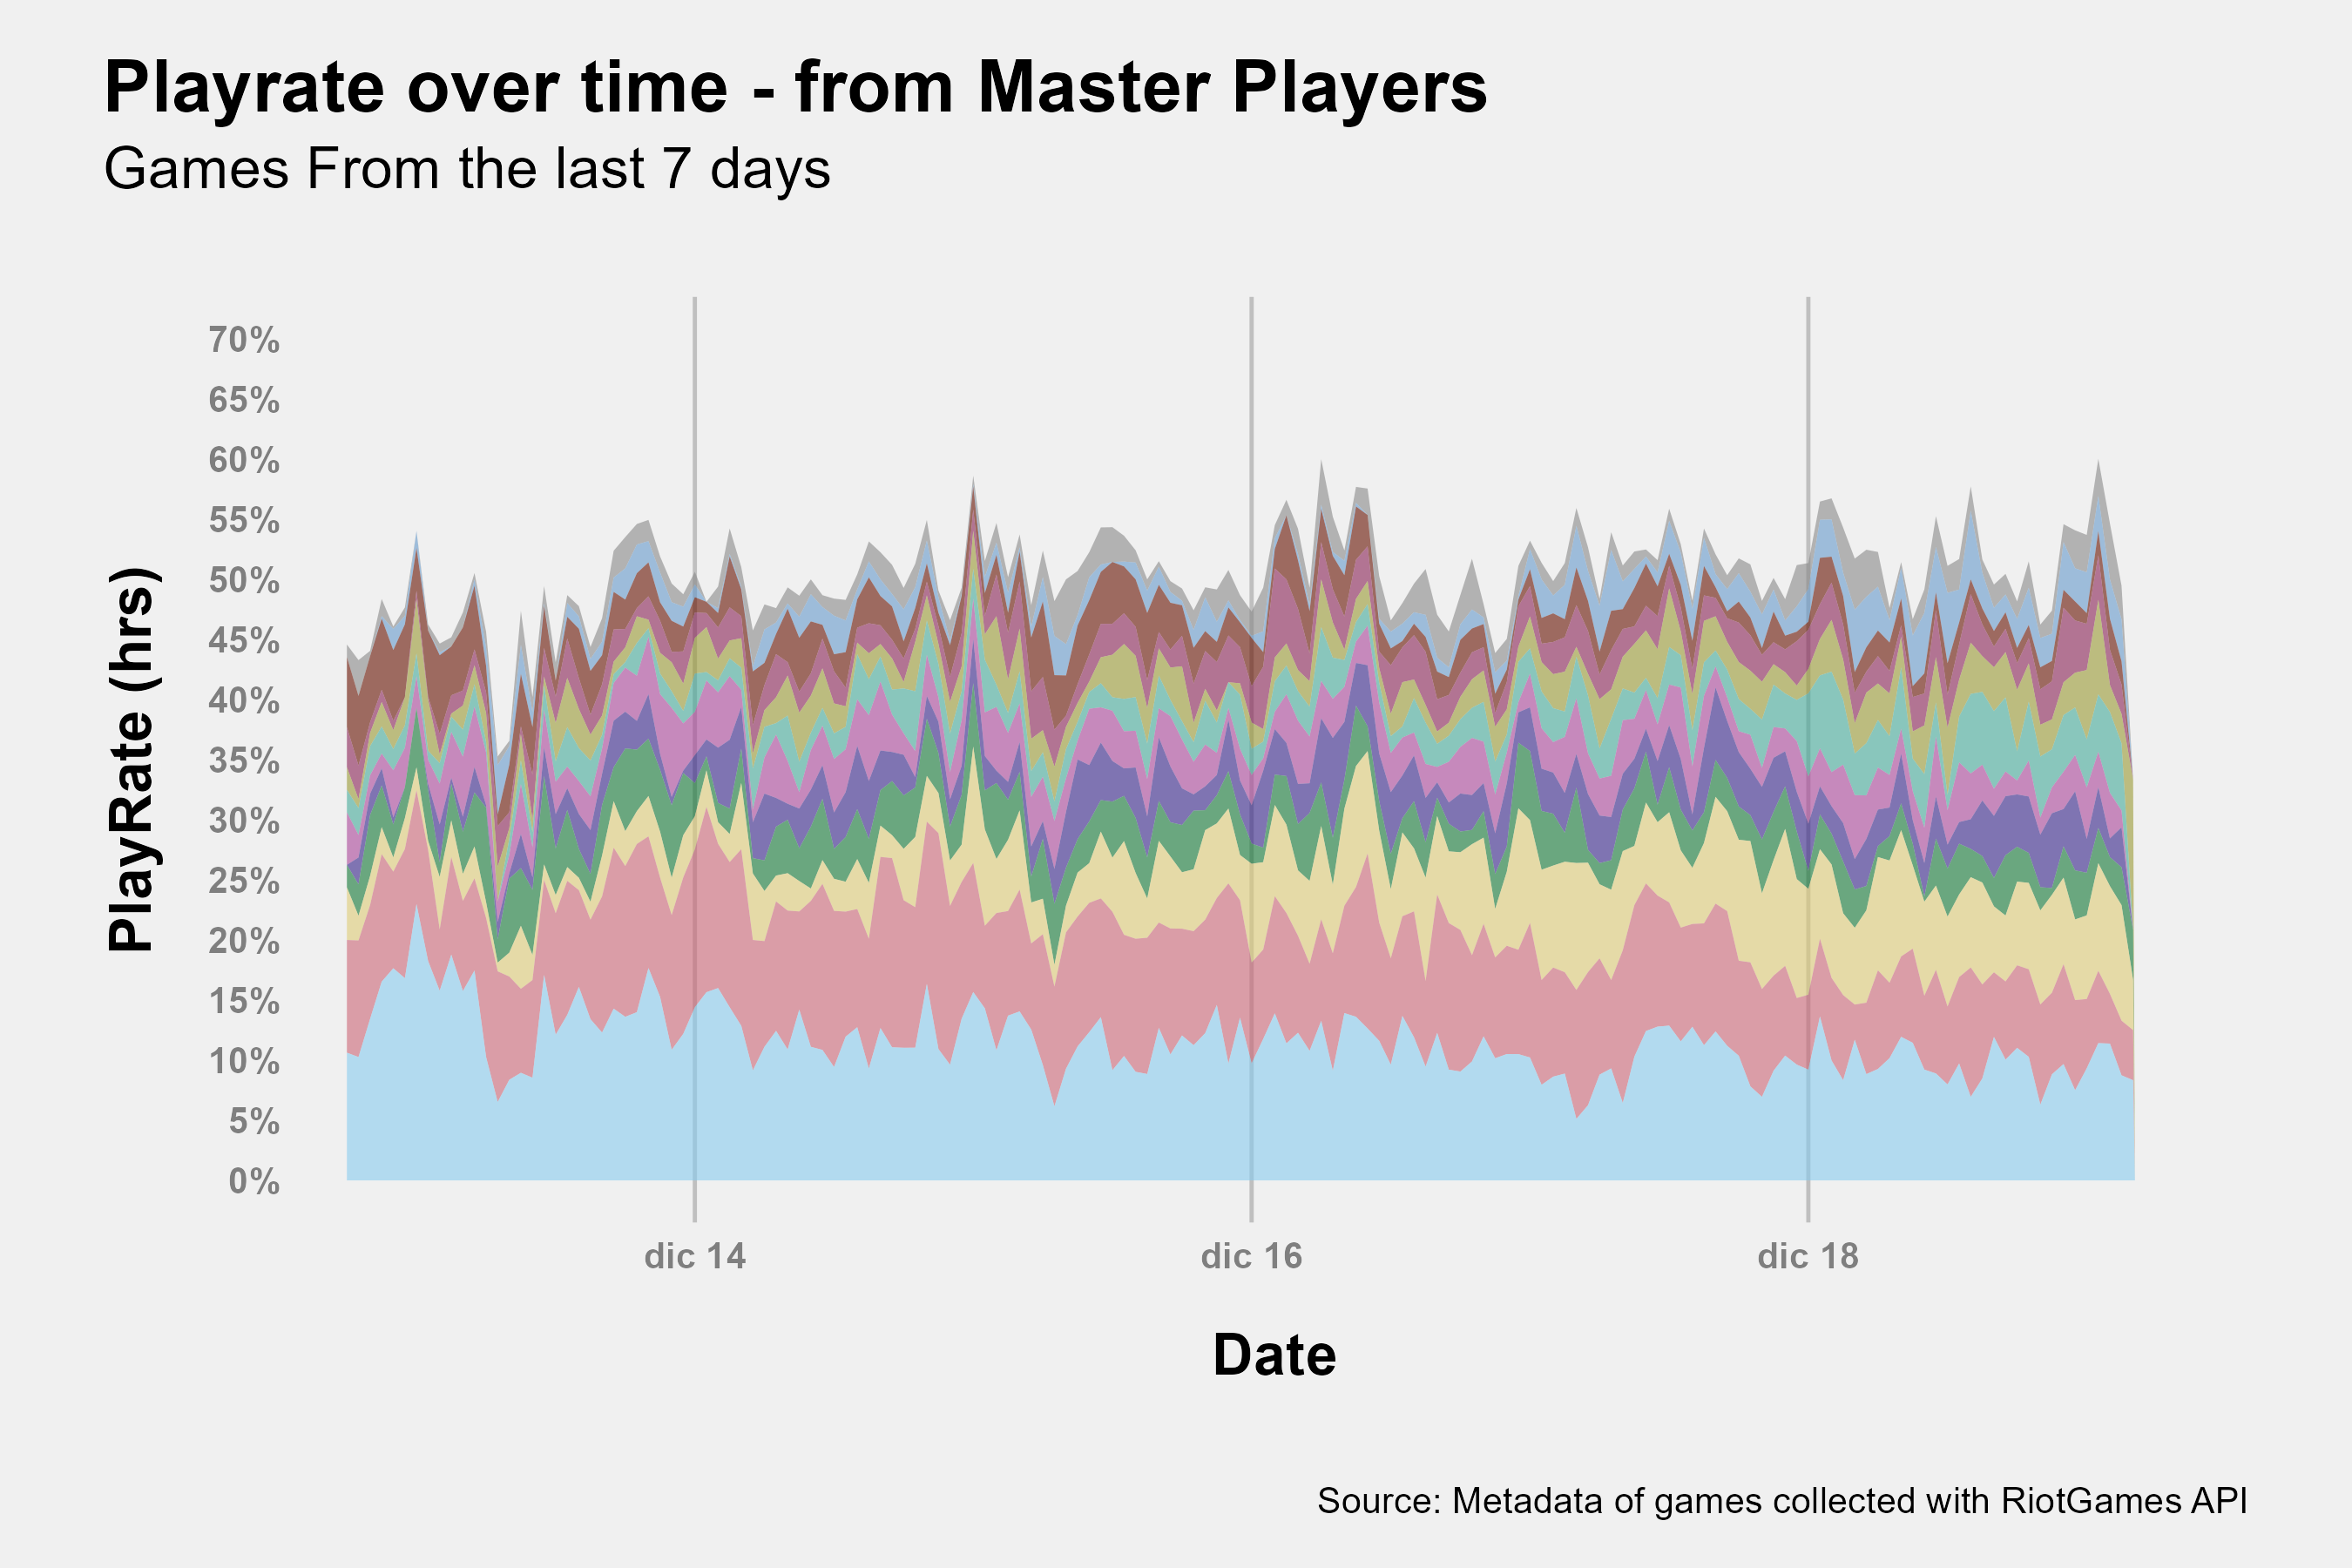 Playrate over time - from Master Players
Games From the last 7 days
PlayRate (hrs)
70%
65%
60%
55%
50%
45%
40%
35%
30%
25%
20%
15%
10%
5%
0%
dic 14
dic 16
dic 18
Date
Source: Metadata of games collected with RiotGames API